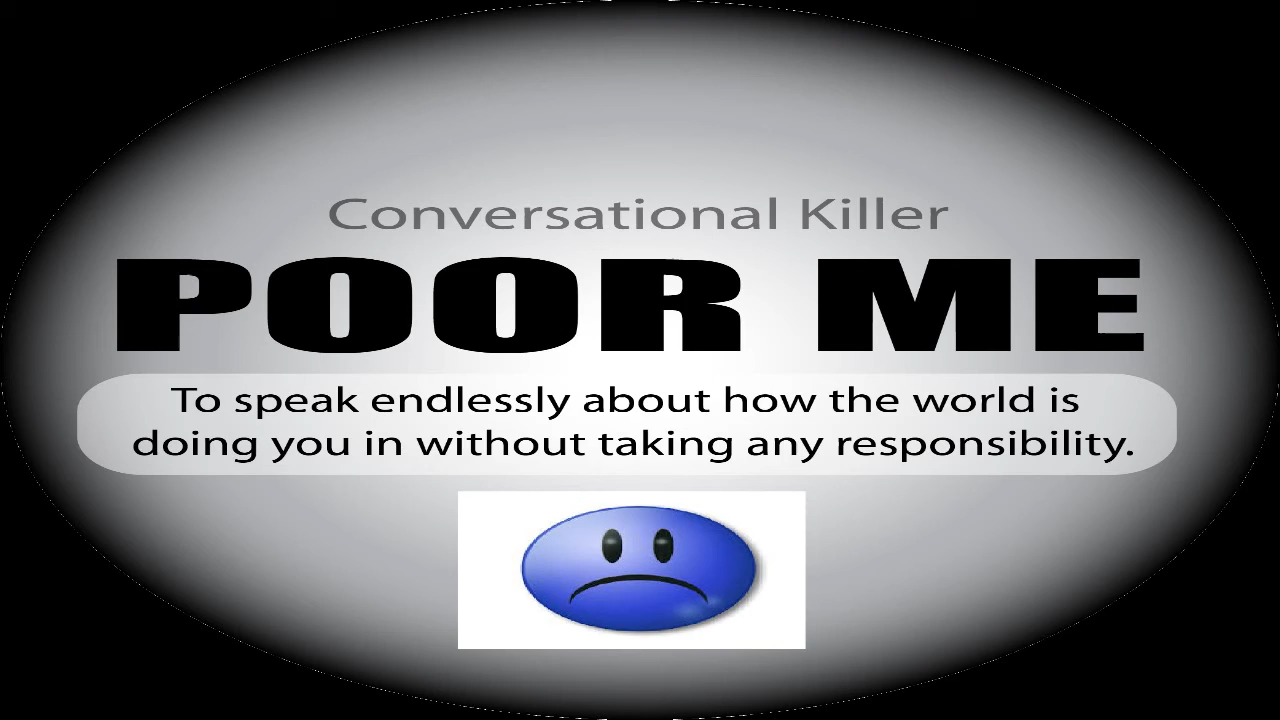 Conversational Killer
POOR ME
To speak endlessly about how the world is
doing you in without taking any responsibility.